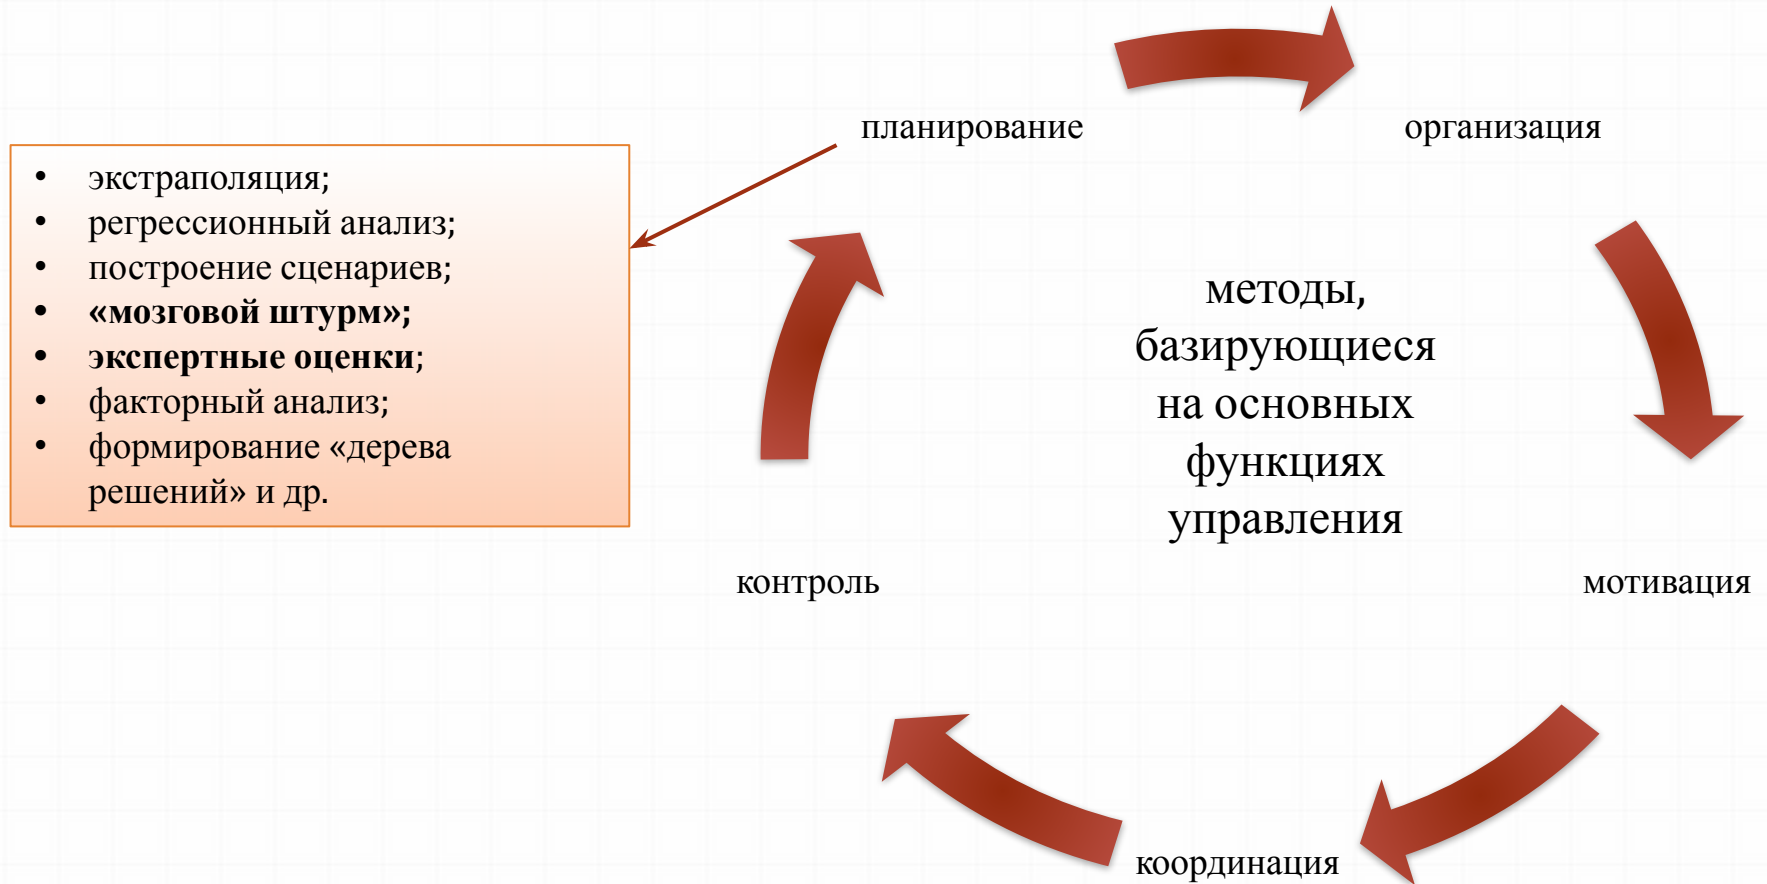 планирование
организация
• экстраполяция;
• регрессионный анализ;
• построение сценариев;
• «мозговой штурм»;
• экспертные оценки;
• факторный анализ;
• формирование «дерева
решений» и др.
методы,
базирующиеся
на основных
функциях
управления
контроль
мотивация
координация